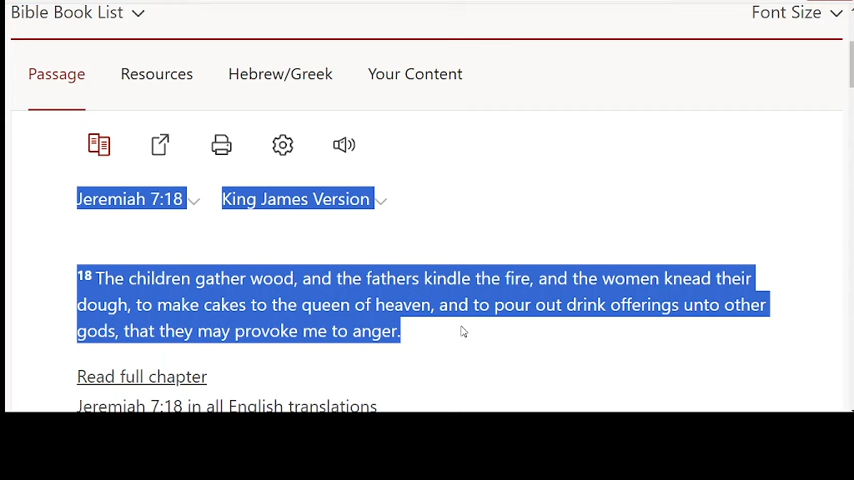 Bible Book List Font Size
Passage Resources Hebrew/Greek Your Content
Jeremiah 7:18 King James Version
18 The children gather wood, and the fathers kindle the fire, and the women knead their
dough, to make cakes to the queen of heaven, and to pour out drink offerings unto other
gods, that they may provoke me to anger.
Read full chapter
Jeremiah 7:18 in all English translations